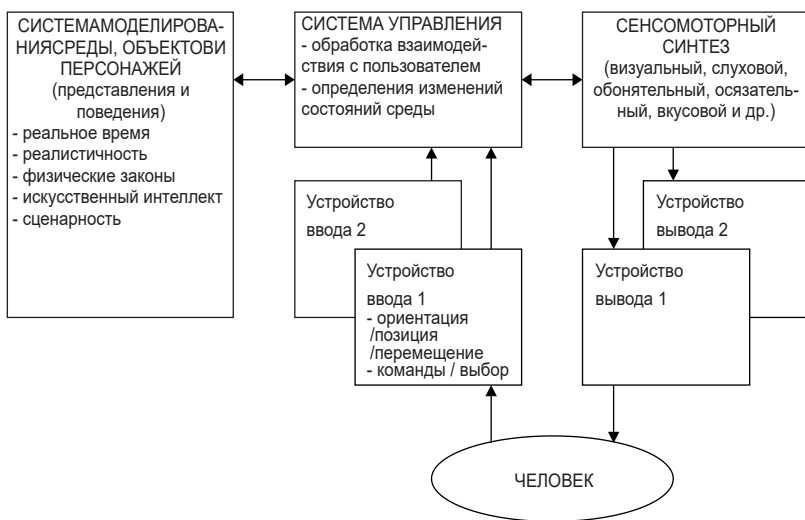 СИСТЕМАМОДЕЛИРОВА-
НИЯСРЕДЫ, ОБЪЕКТОВИ
ПЕРСОНАЖЕЙ
(представления и
поведения)
- реальное время
- реалистичность
- физические законы
- искусственный интеллект
- сценарность
СИСТЕМА УПРАВЛЕНИЯ
- обработка взаимодей-
ствия с пользователем
- определения изменений
состояний среды
СЕНСОМОТОРНЫЙ
СИНТЕЗ
(визуальный, слуховой,
обонятельный, осязатель-
ный, вкусовой и др.)
Устройство
ввода 2
Устройство
ввода 1
- ориентация
/позиция
/перемещение
- команды / выбор
Устройство
вывода 2
Устройство
вывода 1
ЧЕЛОВЕК